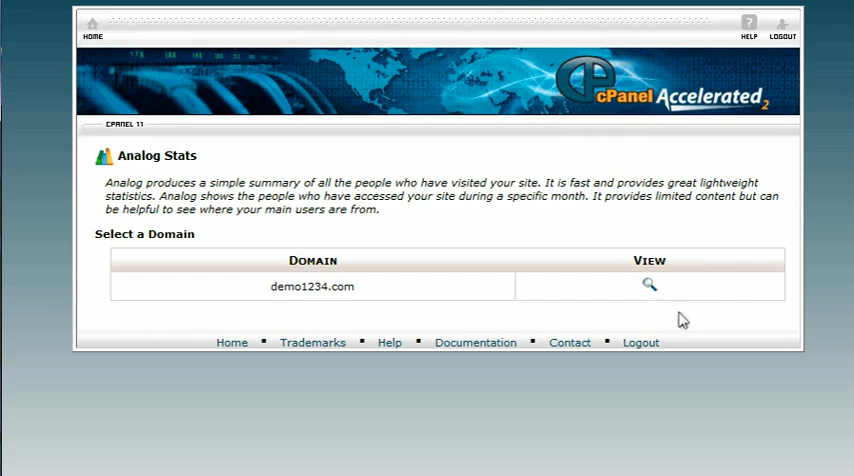 HOME
HELP
LOGOUT
cPanel Accelerated2
CPANEL 11
Analog Stats
Analog produces a simple summary of all the people who have visited your site. It is fast and provides great lightweight
statistics. Analog shows the people who have accessed your site during a specific month. It provides limited content but can
be helpful to see where your main users are from.
Select a Domain
DOMAIN VIEW
demo1234.com
Home ▪ Trademarks ▪ Help ▪ Documentation ▪ Contact ▪ Logout